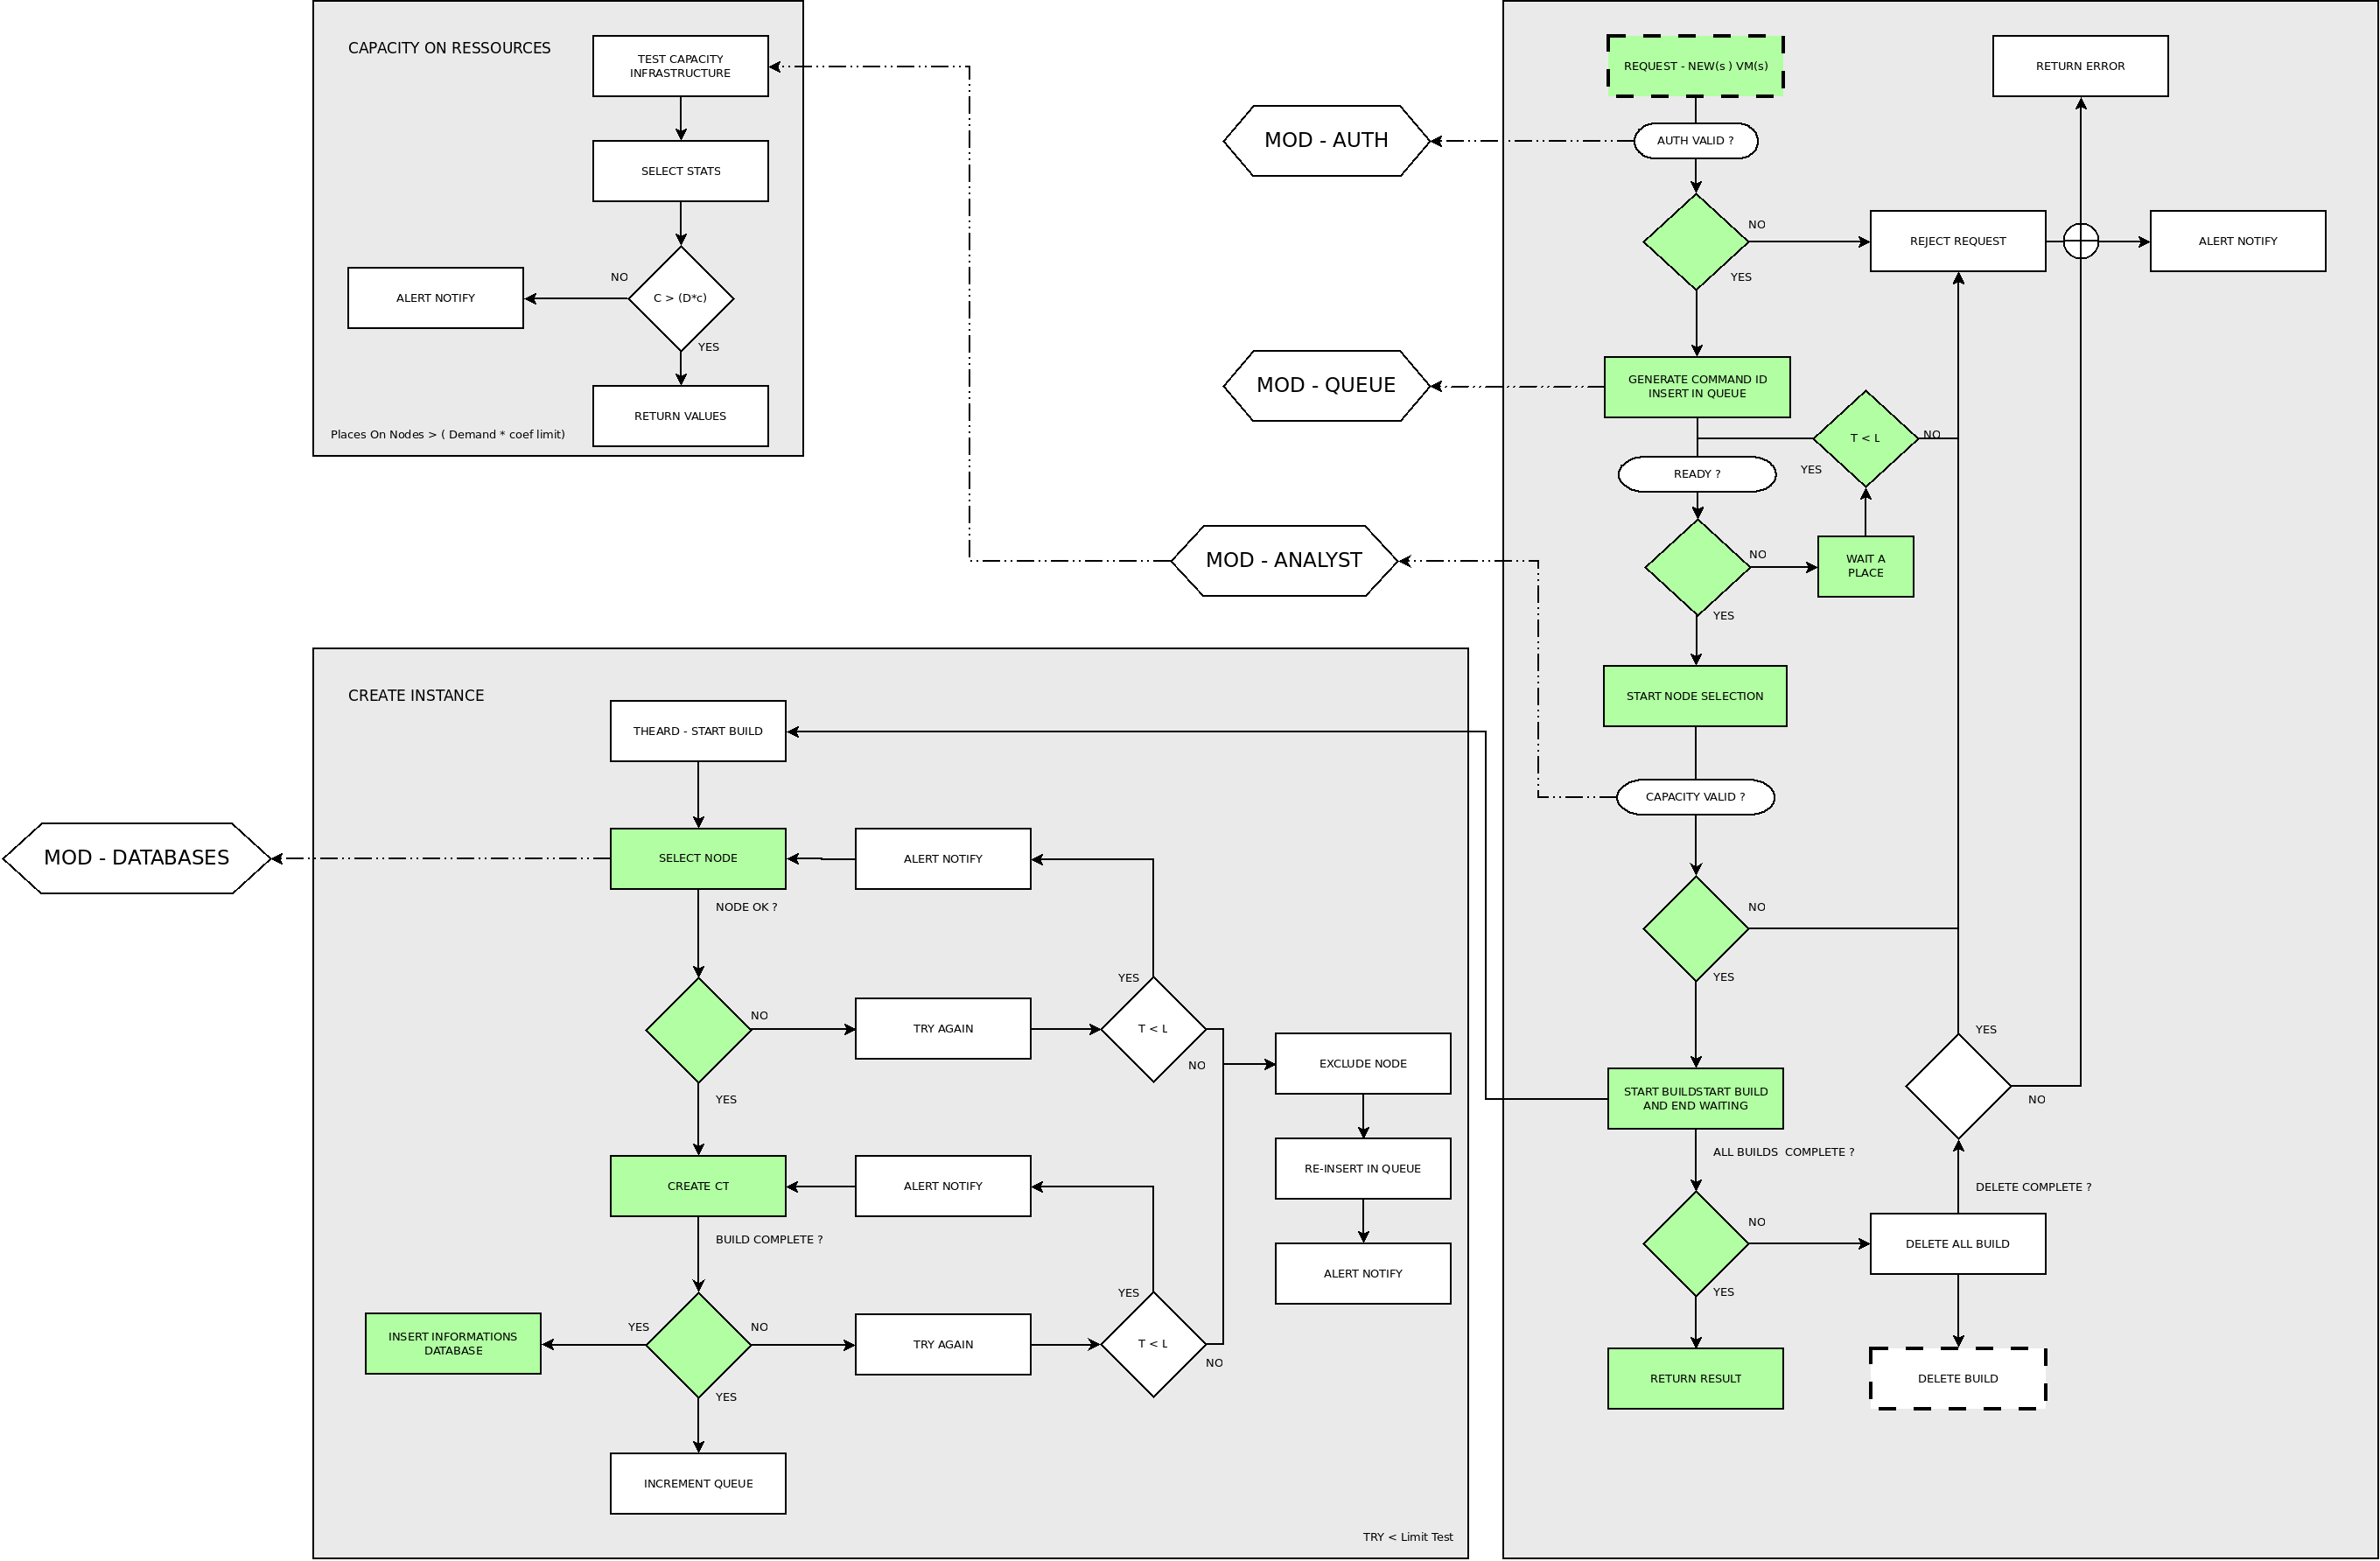 CAPACITY ON RESSOURCES
TEST CAPACITY
INFRASTRUCTURE
SELECT STATS
C > (D*c)
NO
YES
ALERT NOTIFY
RETURN VALUES
Places On Nodes > ( Demand * coef limit)
MOD - AUTH
MOD - QUEUE
MOD - ANALYST
MOD - DATABASES
REQUEST - NEW(s ) VM(s)
AUTH VALID ?
NO
YES
REJECT REQUEST
RETURN ERROR
ALERT NOTIFY
GENERATE COMMAND ID
INSERT IN QUEUE
T < L
NO
YES
READY ?
NO
WAIT A
PLACE
YES
START NODE SELECTION
CAPACITY VALID ?
NO
YES
START BUILDSTART BUILD
AND END WAITING
YES
NO
ALL BUILDS  COMPLETE ?
DELETE COMPLETE ?
NO
DELETE ALL BUILD
YES
RETURN RESULT
DELETE BUILD
CREATE INSTANCE
THEARD - START BUILD
SELECT NODE
ALERT NOTIFY
NODE OK ?
NO
TRY AGAIN
YES
T < L
NO
YES
EXCLUDE NODE
RE-INSERT IN QUEUE
ALERT NOTIFY
CREATE CT
ALERT NOTIFY
BUILD COMPLETE ?
INSERT INFORMATIONS
DATABASE
YES
NO
TRY AGAIN
YES
T < L
NO
YES
INCREMENT QUEUE
TRY < Limit Test